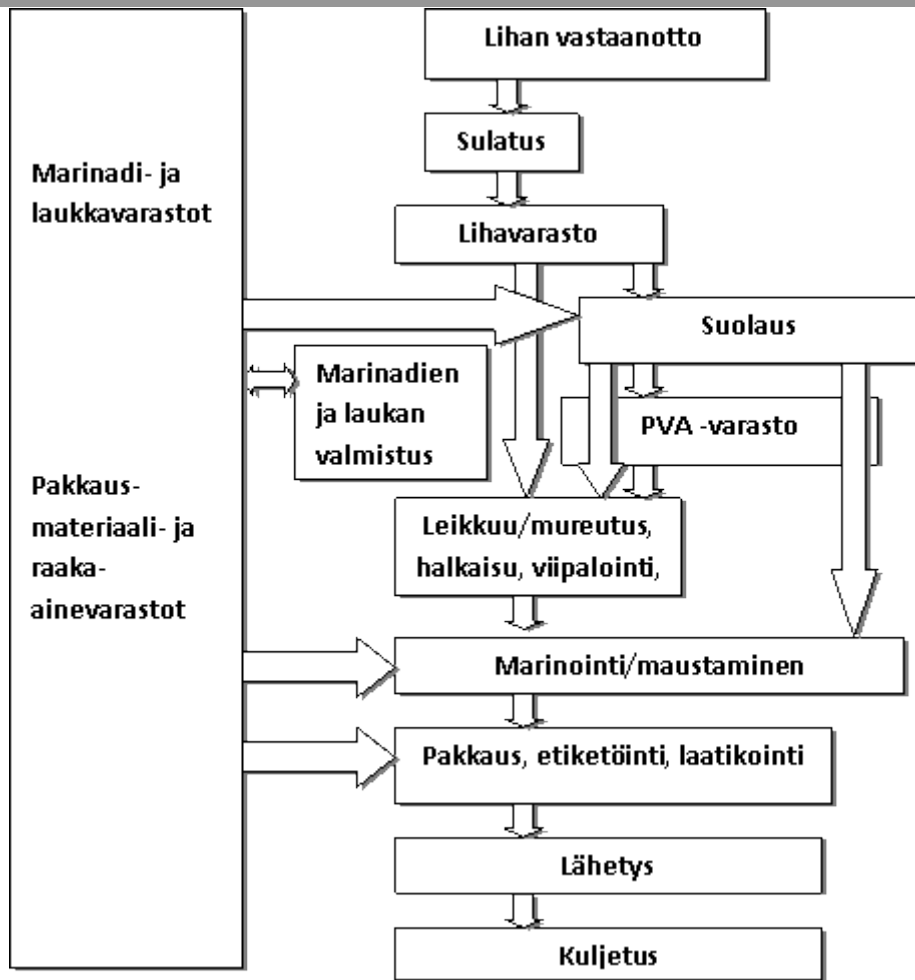 Lihan vastaanotto
Sulatus
Marinadi- ja
laukkavarastot
Lihavarasto
Suolaus
Marinadien
ja laukan
valmistus
PVA -varasto
Pakkaus-
materiaali- ja
raaka-
ainevarastot
Leikkuu/mureutus,
halkaisu, viipalointi,
Marinointi/maustaminen
Pakkaus, etiketöinti, laatikointi
Lähetys
Kuljetus